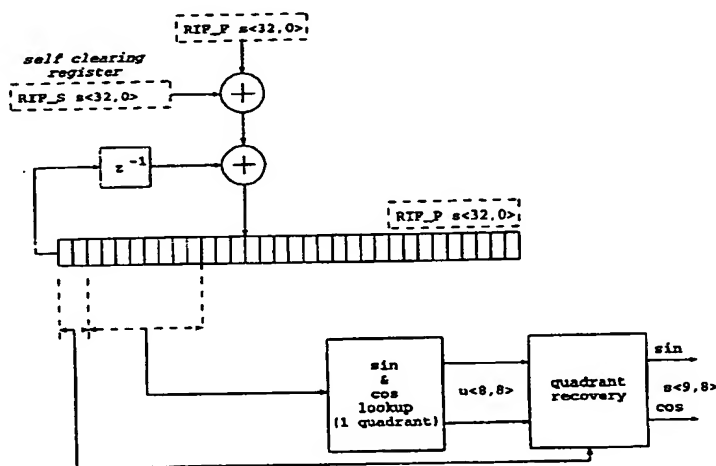 RIF_F s<32,0>
self clearing
register
RIF_S s<32,0>
+
z -1
+
RIF_P s<32,0>
sin
&
cos
lookup
(1 quadrant)
u<8,8>
quadrant
recovery
sin
s<9,8>
cos